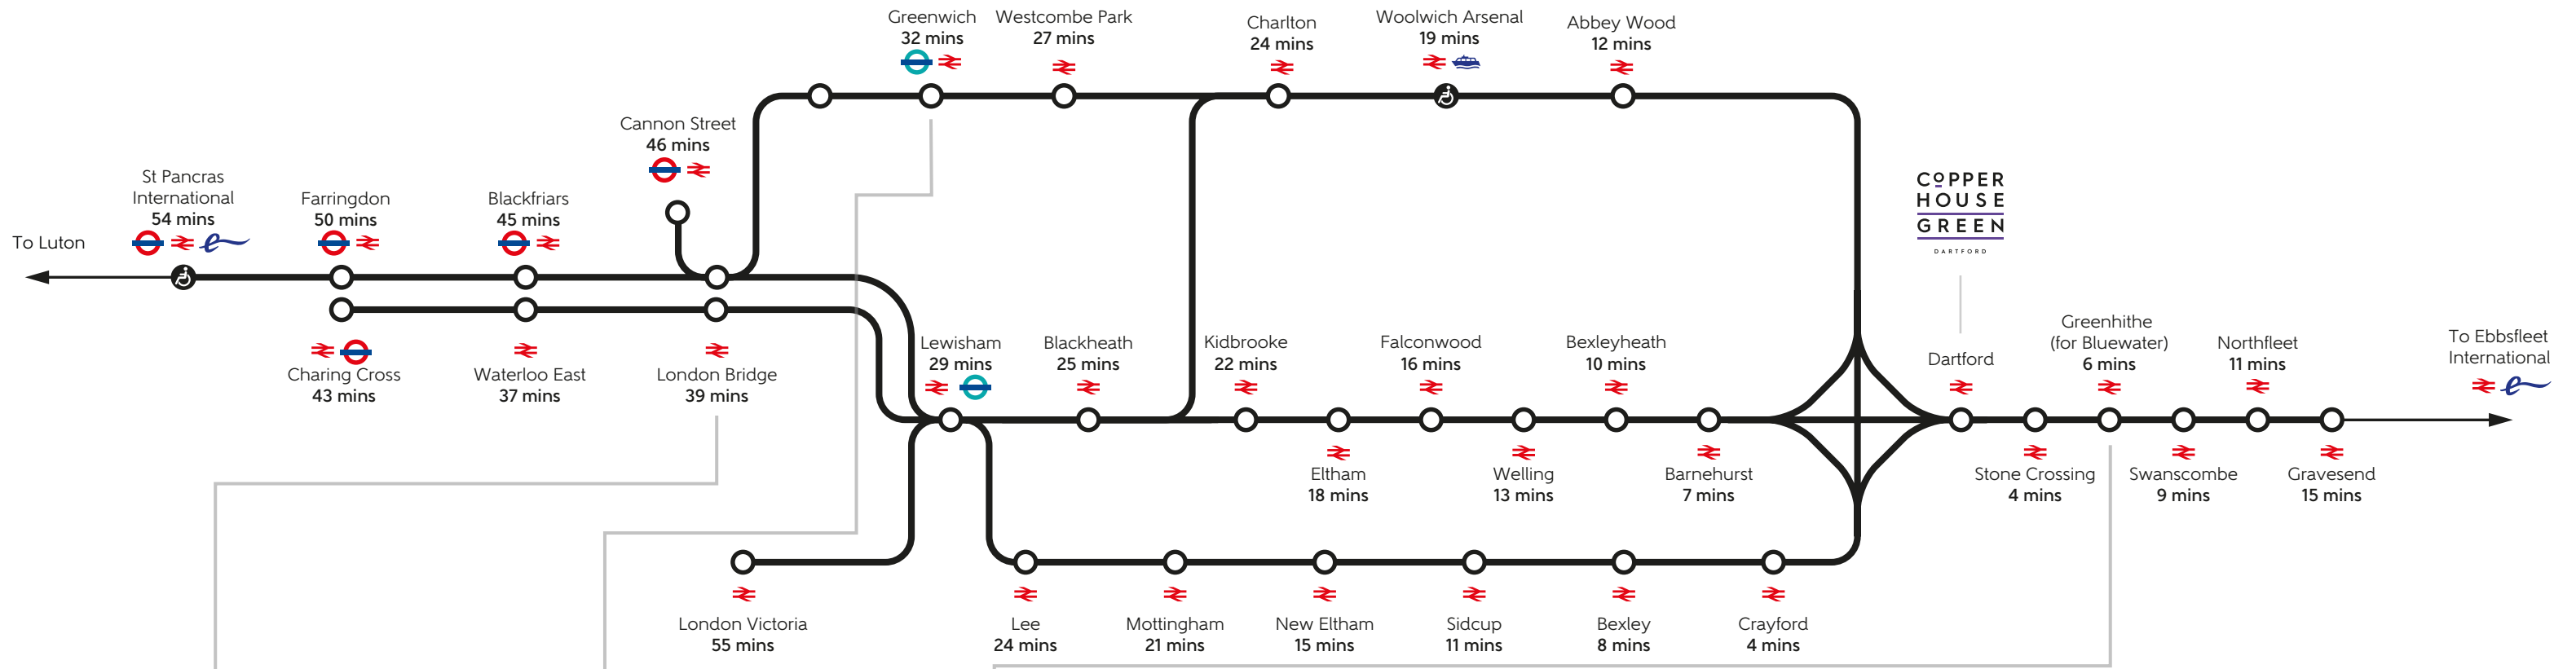 Greenwich
32 mins
Westcombe Park
27 mins
Charlton
24 mins
Woolwich Arsenal
19 mins
Abbey Wood
12 mins
Cannon Street
46 mins
St Pancras
International
54 mins
Farringdon
50 mins
Blackfriars
45 mins
To Luton
COPPER
HOUSE
GREEN
DARTFORD
Charing Cross
43 mins
Waterloo East
37 mins
London Bridge
39 mins
Lewisham
29 mins
Blackheath
25 mins
Kidbrooke
22 mins
Falconwood
16 mins
Bexleyheath
10 mins
Dartford
Greenhithe
(for Bluewater)
6 mins
Northfleet
11 mins
To Ebbsfleet
International
Eltham
18 mins
Welling
13 mins
Barnehurst
7 mins
Stone Crossing
4 mins
Swanscombe
9 mins
Gravesend
15 mins
London Victoria
55 mins
Lee
24 mins
Mottingham
21 mins
New Eltham
15 mins
Sidcup
11 mins
Bexley
8 mins
Crayford
4 mins